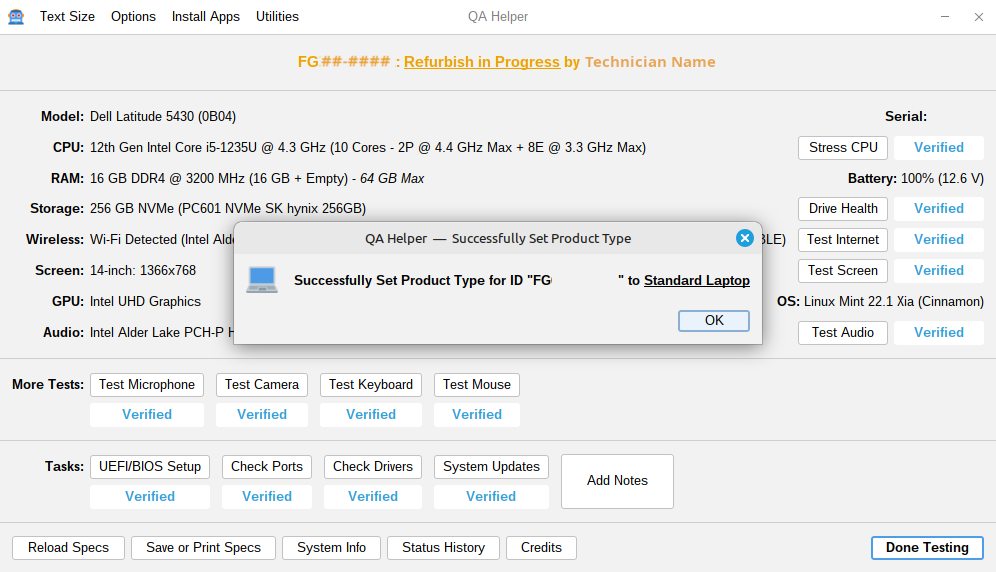 Text Size Options Install Apps Utilities QA Helper
FG##-#### : Refurbish in Progress by Technician Name
Model: Dell Latitude 5430 (0B04) Serial:
CPU: 12th Gen Intel Core i5-1235U @ 4.3 GHz (10 Cores - 2P @ 4.4 GHz Max + 8E @ 3.3 GHz Max) Stress CPU Verified
RAM: 16 GB DDR4 @ 3200 MHz (16 GB + Empty) - 64 GB Max Battery: 100% (12.6 V)
Storage: 256 GB NVMe (PC601 NVMe SK hynix 256GB) Drive Health Verified
Wireless: Wi-Fi Detected (Intel Test Internet Verified
Screen: 14-inch: 1366x768 Test Screen Verified
GPU: Intel UHD Graphics OS: Linux Mint 22.1 Xia (Cinnamon)
Audio: Intel Alder Lake PCH-P Test Audio Verified
QA Helper — Successfully Set Product Type
Successfully Set Product Type for ID "FG " to Standard Laptop
OK
More Tests: Test Microphone Test Camera Test Keyboard Test Mouse
Verified Verified Verified Verified
Tasks: UEFI/BIOS Setup Check Ports Check Drivers System Updates Add Notes
Verified Verified Verified Verified
Reload Specs Save or Print Specs System Info Status History Credits Done Testing